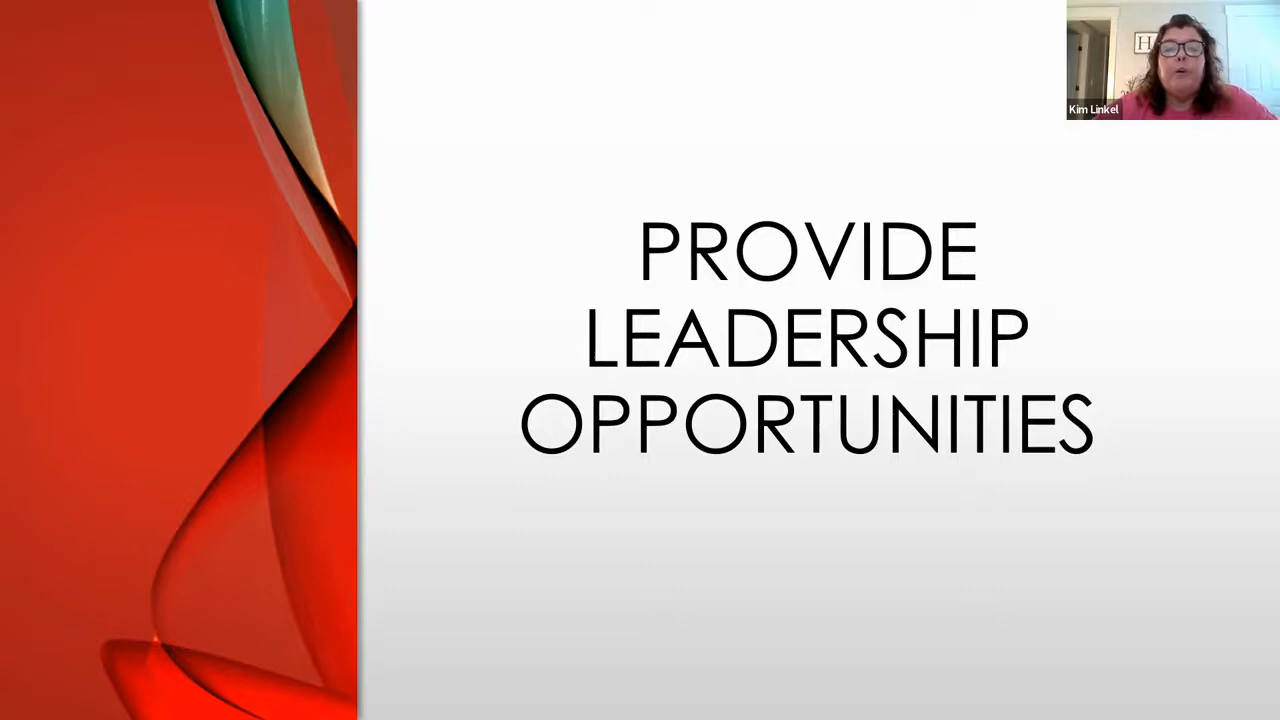 H
Kim Linkel
PROVIDE
LEADERSHIP
OPPORTUNITIES